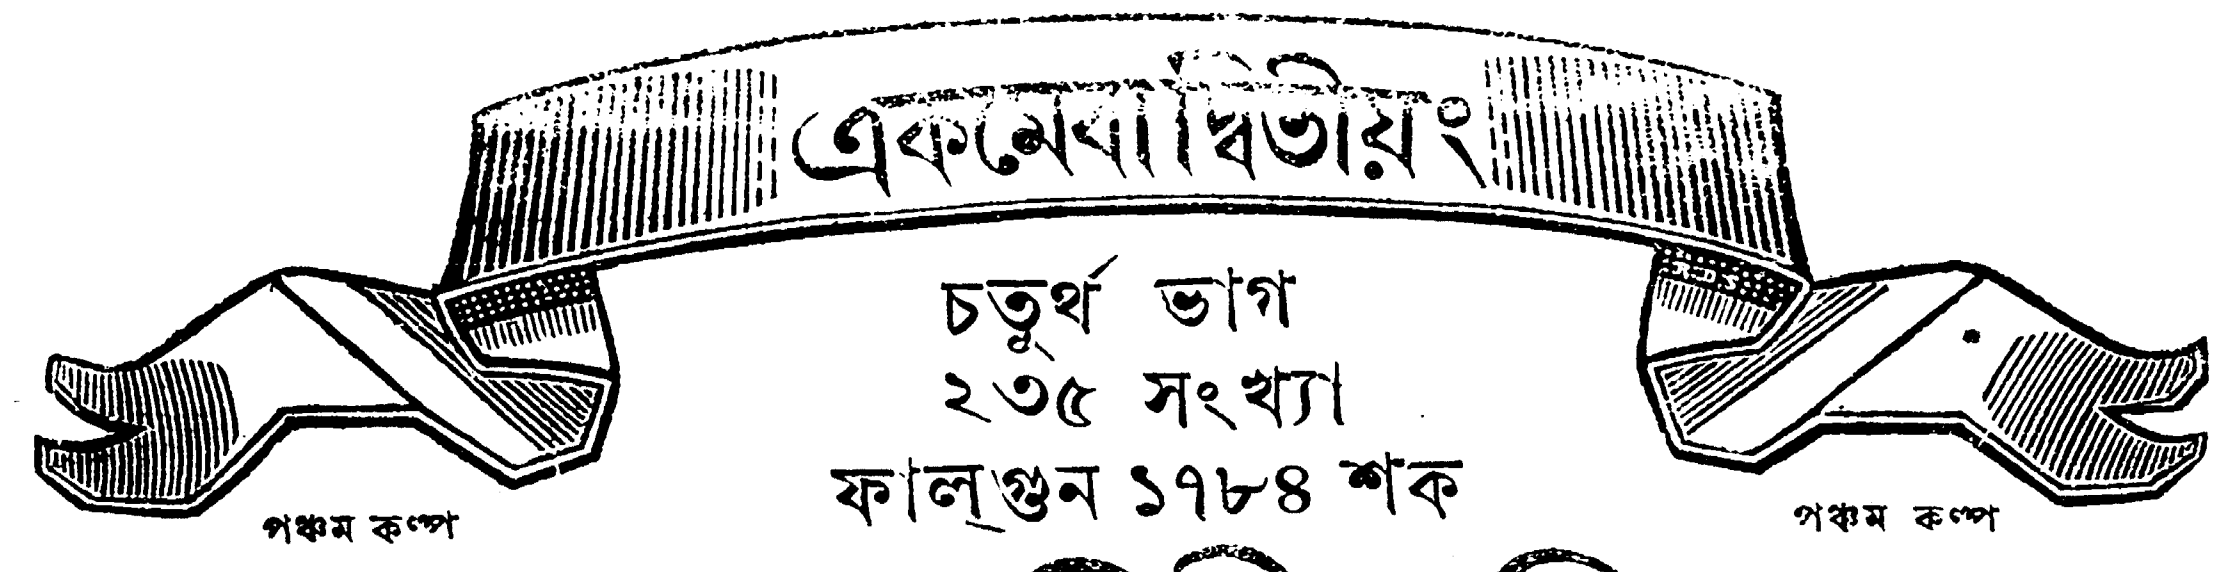 একমেবাদ্বিতীয়ং
চতুর্থ ভাগ
২৩৫ সংখ্যা
ফাল্‌গুন ১৭৮৪ শক
পঞ্চম কল্প
পঞ্চম কল্প